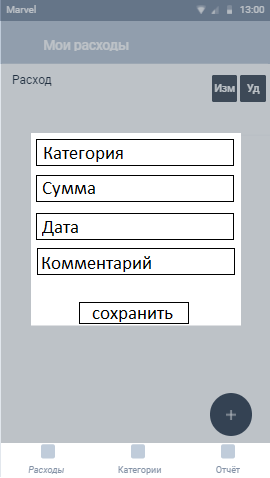 Marvel 13:00
Мои расходы
Расход Изм Уд
Категория
Сумма
Дата
Комментарий
сохранить
+
Расходы Категории Отчёт